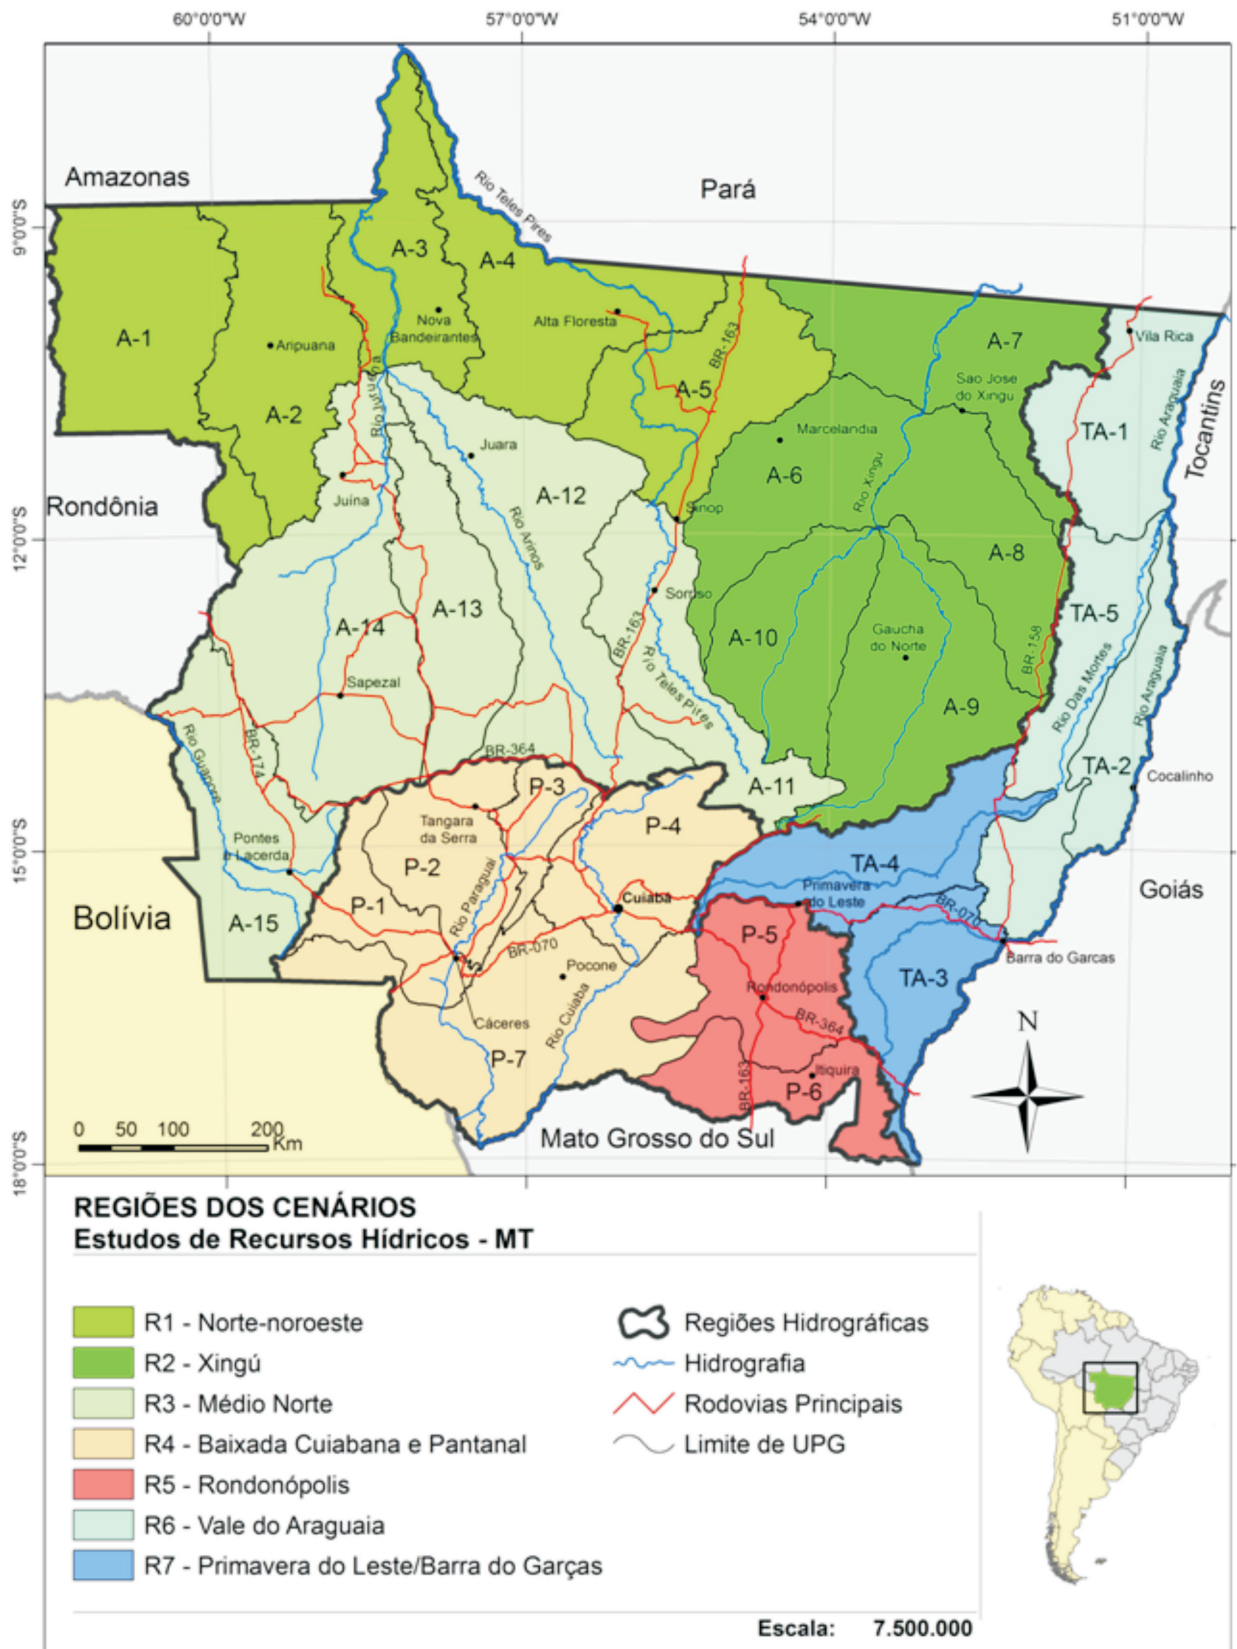 60°0'0"W
57°0'0"W
54°0'0"W
51°0'0"W
9°0'0"S
12°0'0"S
15°0'0"S
18°0'0"S
Amazonas
Pará
Rio Teles Pires
A-3
A-4
A-1
A-2
Aripuana
Nova
Bandeirantes
Alta Floresta
BR-163
A-5
A-7
Sao Jose
do Xingu
Vila Rica
Rio Araguaia
Tocantins
TA-1
Rio Juruena
Marcelandia
A-6
Rio Xingu
Juara
Rondônia
Juína
A-12
Rio Arinos
Sinop
A-8
A-13
A-14
Sorriso
BR-163
Rio Teles Pires
A-10
Gaucha
do Norte
A-9
BR-158
TA-5
Rio Das Mortes
Rio Araguaia
Sapezal
Rio Guapore
BR-174
BR-364
A-11
TA-2
Cocalinho
P-3
Tangara
da Serra
P-4
P-2
Pontes
e Lacerda
Rio Paraguai
TA-4
Primavera
do Leste
Goiás
Bolívia
P-1
Cuiabá
A-15
BR-070
P-5
BR-070
Barra do Garcas
Pocone
TA-3
Rondonópolis
Rio Cuiaba
Cáceres
BR-364
P-7
BR-163
Itiquira
P-6
N
0 50 100 200
Km
Mato Grosso do Sul
REGIÕES DOS CENÁRIOS
Estudos de Recursos Hídricos - MT
R1 - Norte-noroeste
R2 - Xingú
R3 - Médio Norte
R4 - Baixada Cuiabana e Pantanal
R5 - Rondonópolis
R6 - Vale do Araguaia
R7 - Primavera do Leste/Barra do Garças
Regiões Hidrográficas
Hidrografia
Rodovias Principais
Limite de UPG
Escala: 7.500.000